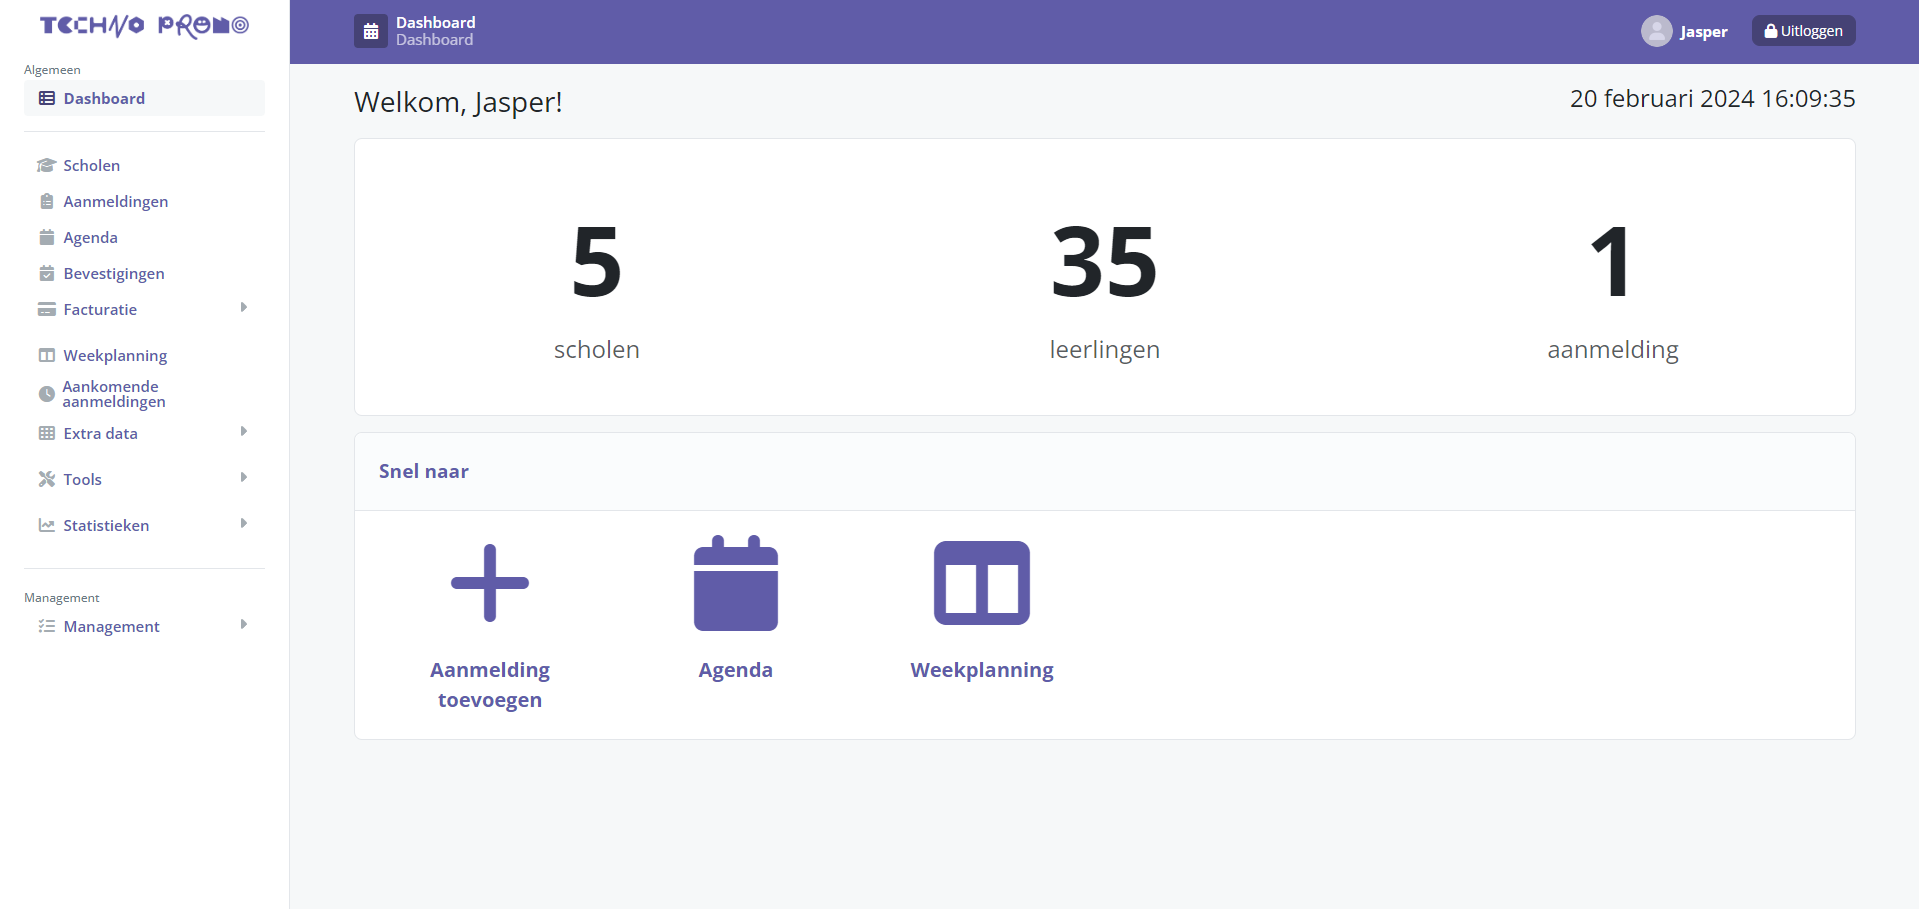 TECHNO PROMO
Algemeen
Dashboard
Scholen
Aanmeldingen
Agenda
Bevestigingen
Facturatie
Weekplanning
Aankomende
aanmeldingen
Extra data
Tools
Statistieken
Management
Management
Dashboard
Dashboard
Jasper
Uitloggen
Welkom, Jasper!
20 februari 2024 16:09:35
5
scholen
35
leerlingen
1
aanmelding
Snel naar
Aanmelding
toevoegen
Agenda
Weekplanning